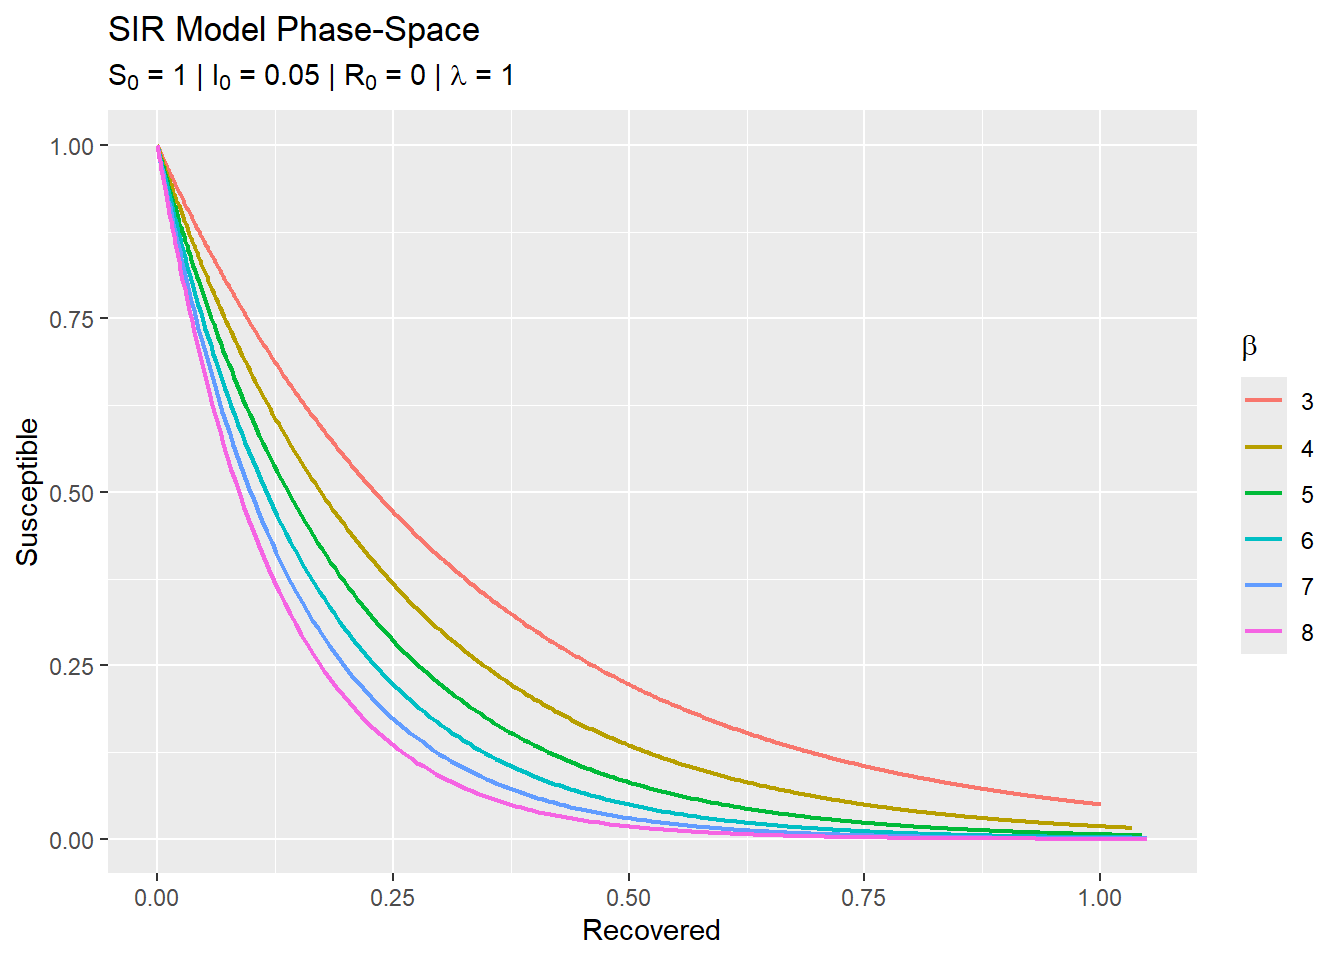 SIR Model Phase-Space
S₀ = 1 | I₀ = 0.05 | R₀ = 0 | λ = 1
1.00
0.75
0.50
0.25
0.00
Susceptible
0.00 0.25 0.50 0.75 1.00
Recovered
β
3
4
5
6
7
8